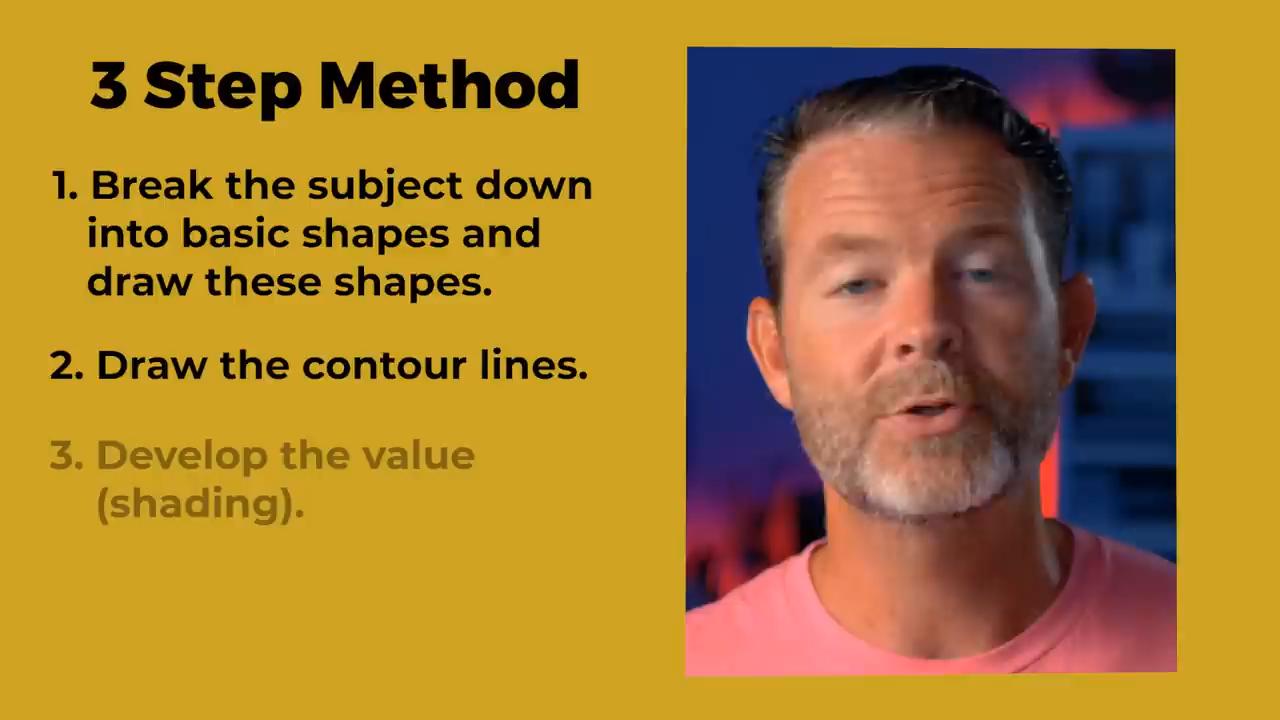 3 Step Method
1. Break the subject down
into basic shapes and
draw these shapes.
2. Draw the contour lines.
3. Develop the value
(shading).